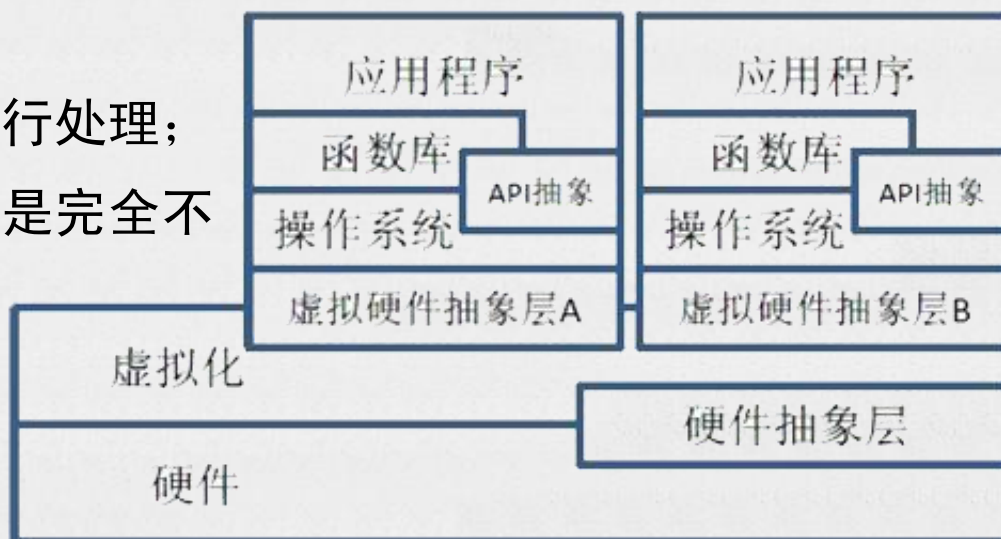 行处理；
是完全不
应用程序
函数库
API抽象
操作系统
虚拟硬件抽象层A
应用程序
函数库
API抽象
操作系统
虚拟硬件抽象层B
虚拟化
硬件抽象层
硬件